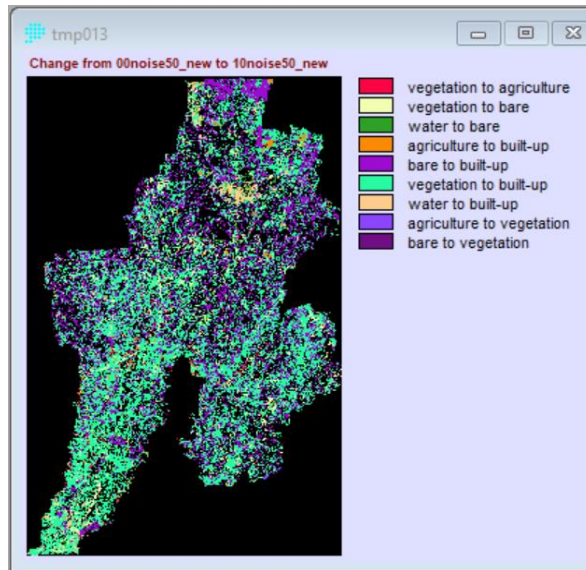 tmp013
Change from 00noise50_new to 10noise50_new
vegetation to agriculture
vegetation to bare
water to bare
agriculture to built-up
bare to built-up
vegetation to built-up
water to built-up
agriculture to vegetation
bare to vegetation